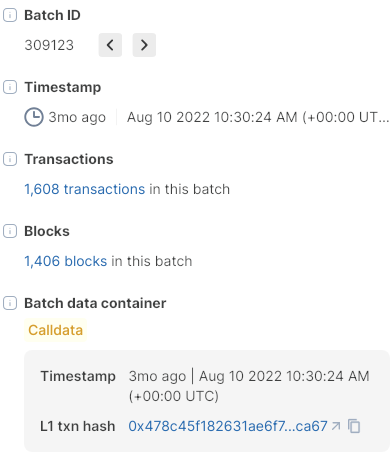 Batch ID
309123
Timestamp
3mo ago | Aug 10 2022 10:30:24 AM (+00:00 UT...
Transactions
1,608 transactions in this batch
Blocks
1,406 blocks in this batch
Batch data container
Calldata
Timestamp 3mo ago | Aug 10 2022 10:30:24 AM
(+00:00 UTC)
L1 txn hash 0x478c45f182631ae6f7...ca67